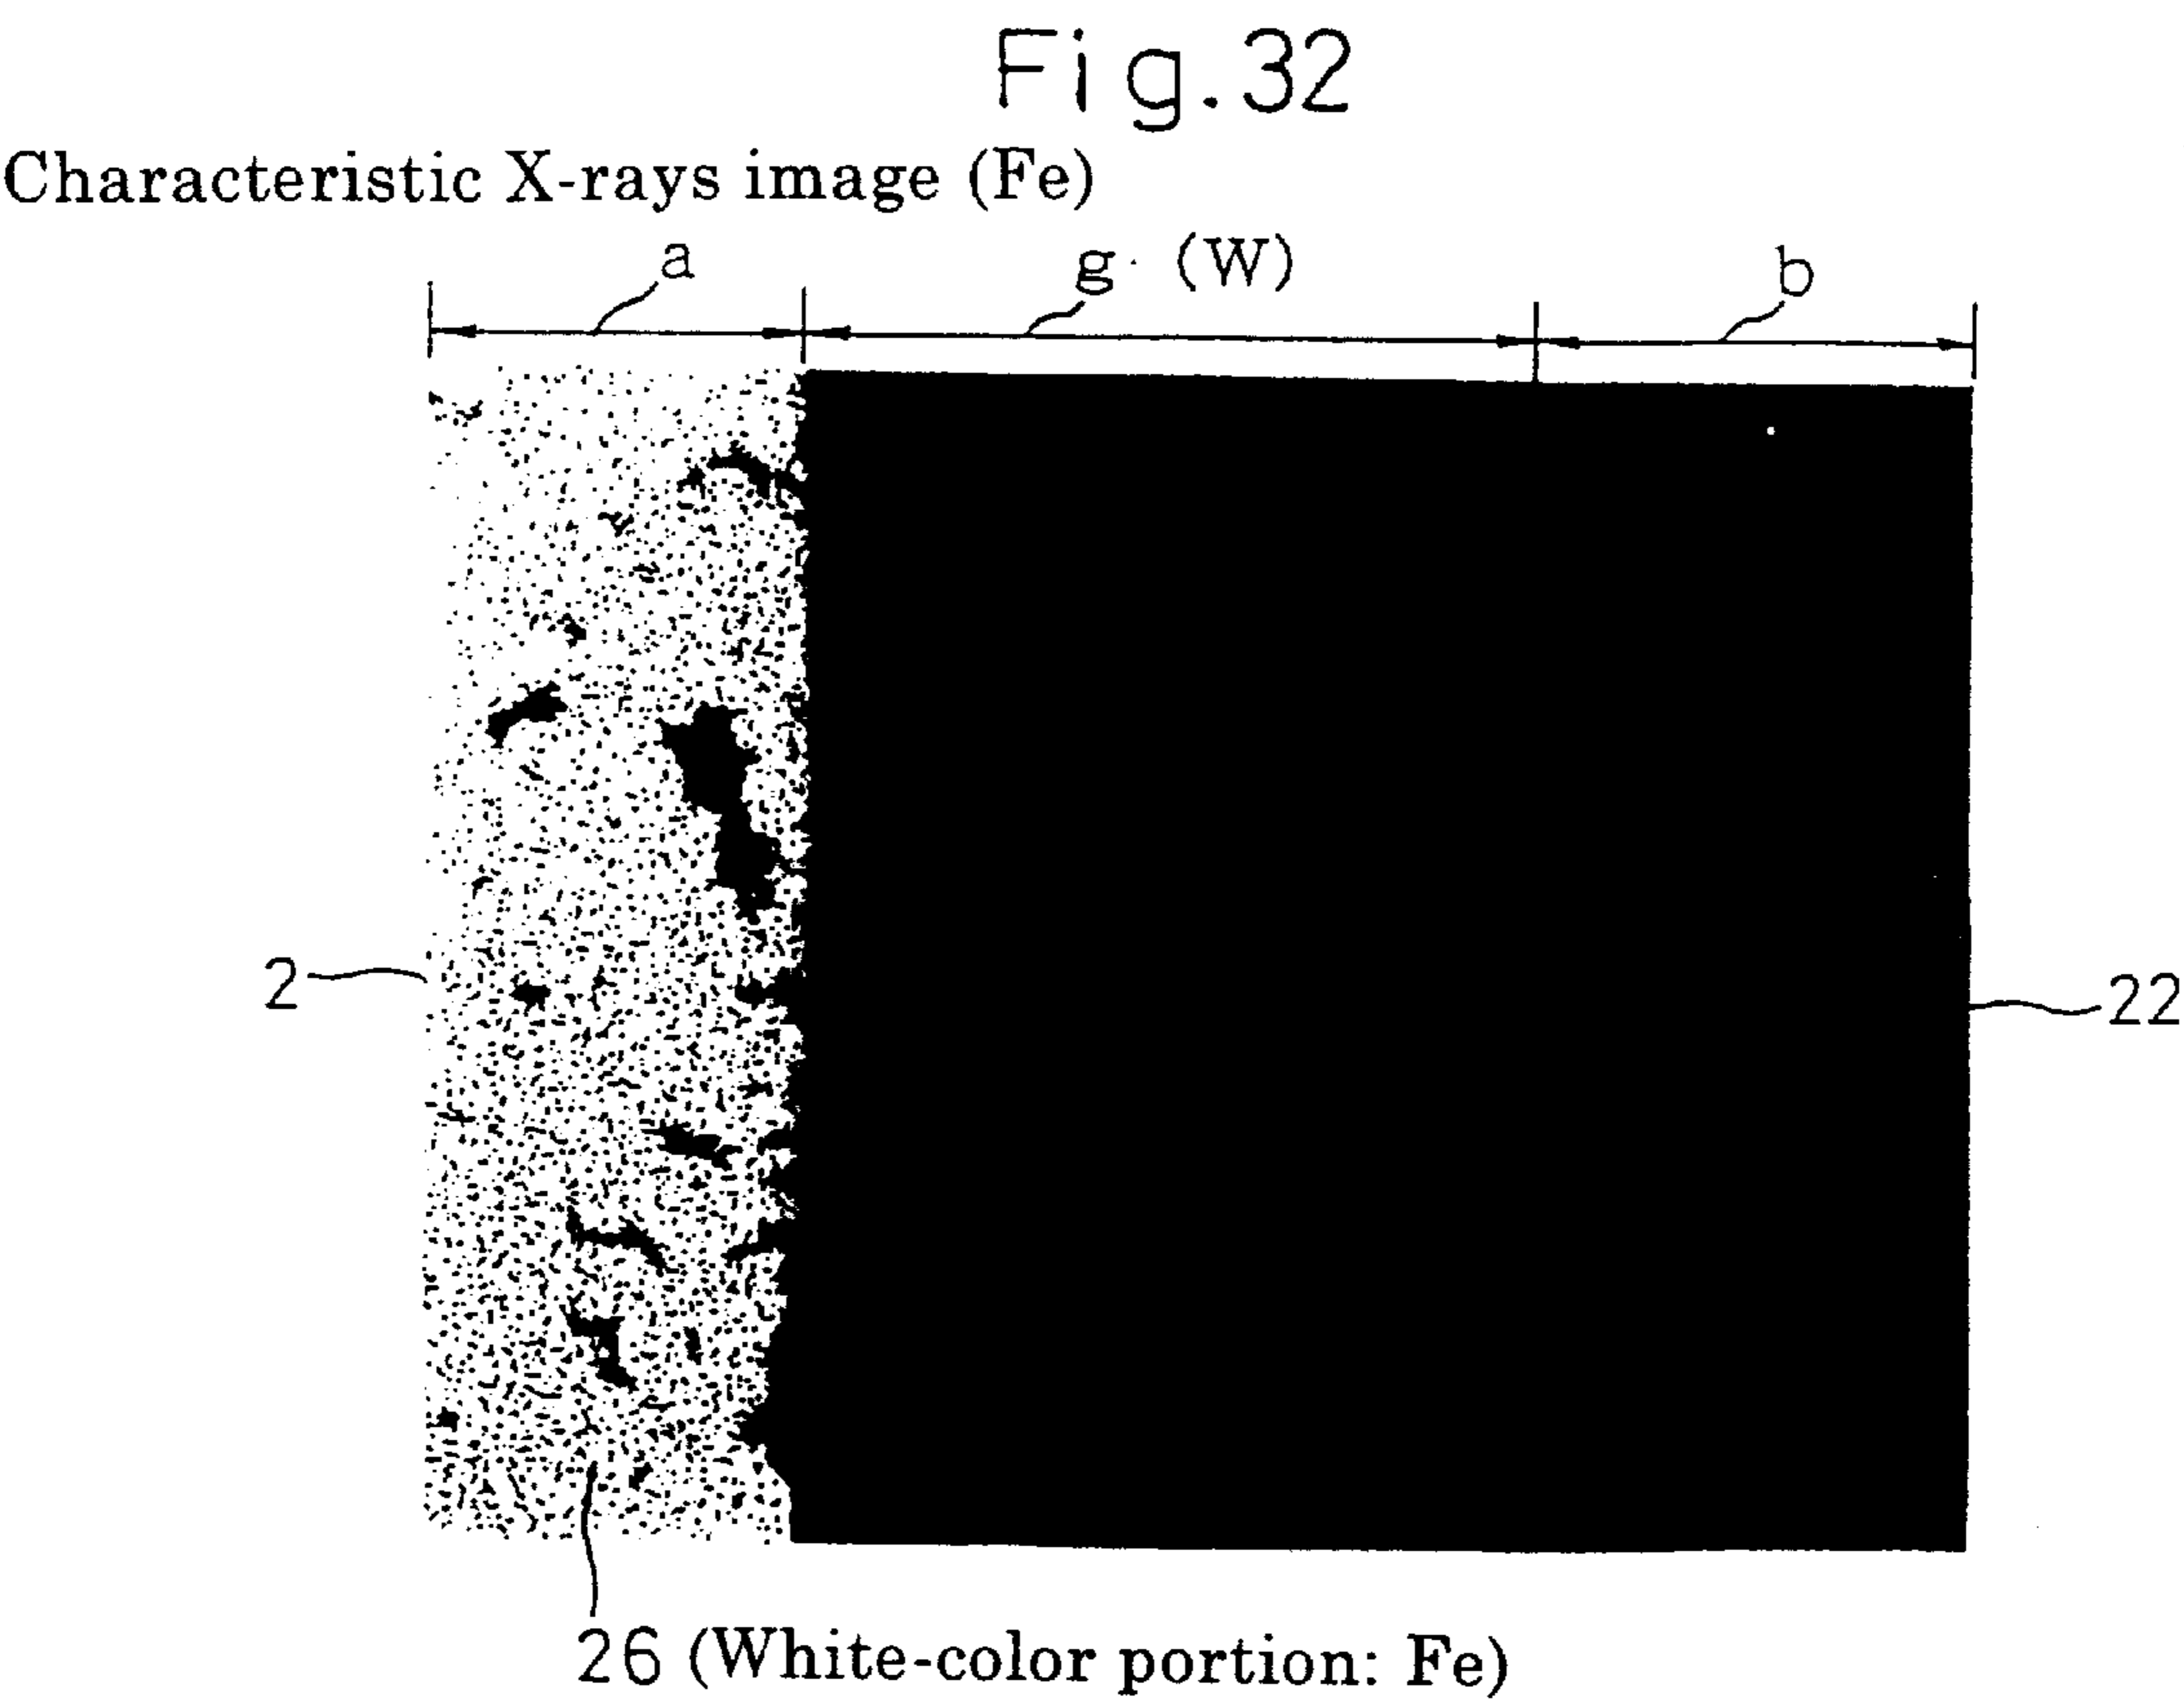 Fig.32
Characteristic X-rays image (Fe)
a g (W) b
2
22
26 (White-color portion: Fe)